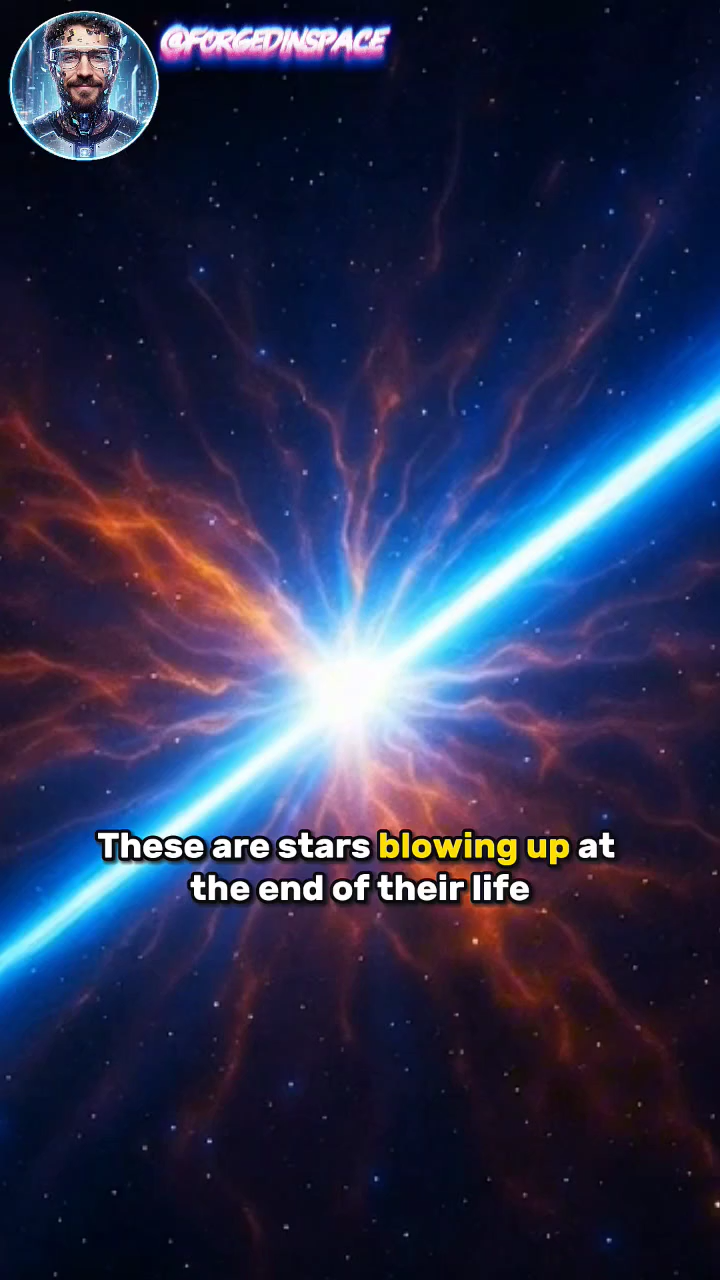 @FORGEDINSPACE
These are stars blowing up at
the end of their life